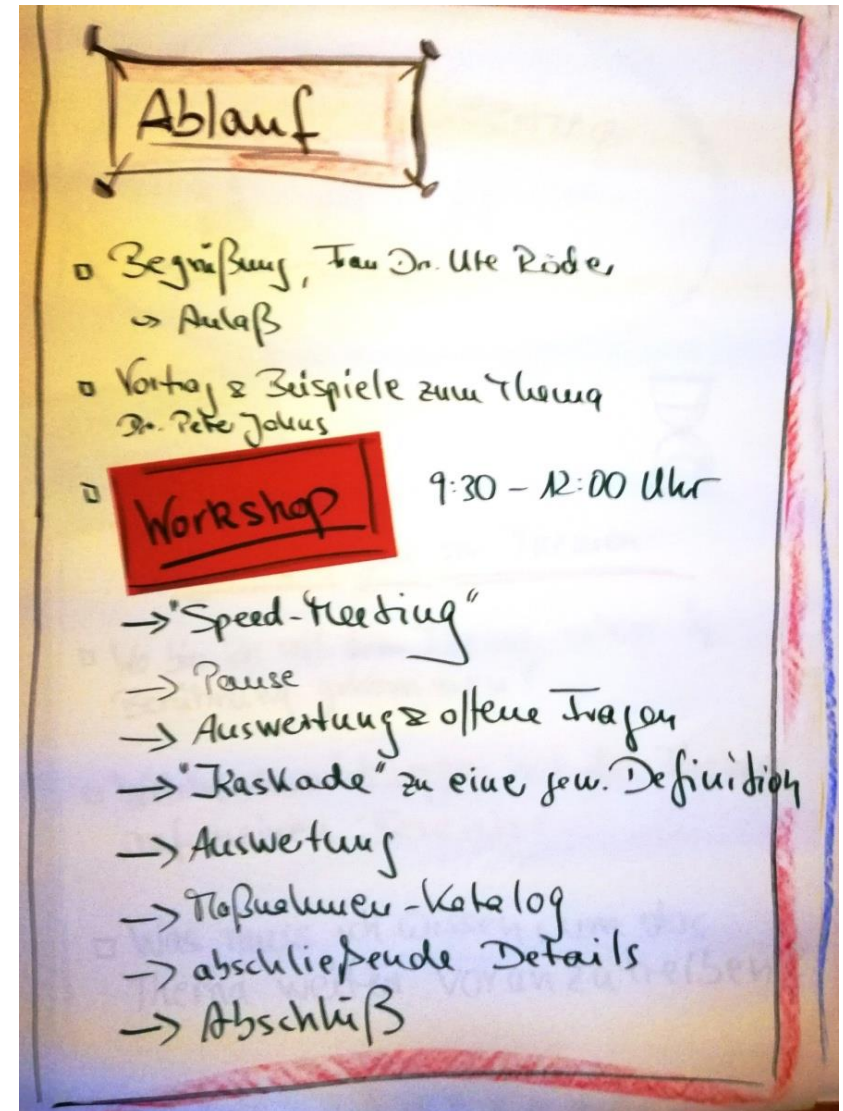 Ablauf
▫ Begrüßung, Frau Dr. Ute Röder
↪ Anlaß
▫ Vortrag & Beispiele zum Thema
Dr. Peter Johns
▫ Workshop 9:30 – 12:00 Uhr
→ "Speed-Meeting"
→ Pause
→ Auswertung & offene Fragen
→ "Kaskade" zu einer gem. Definition
→ Auswertung
→ Maßnahmen-Katalog
→ abschließende Details
→ Abschluß